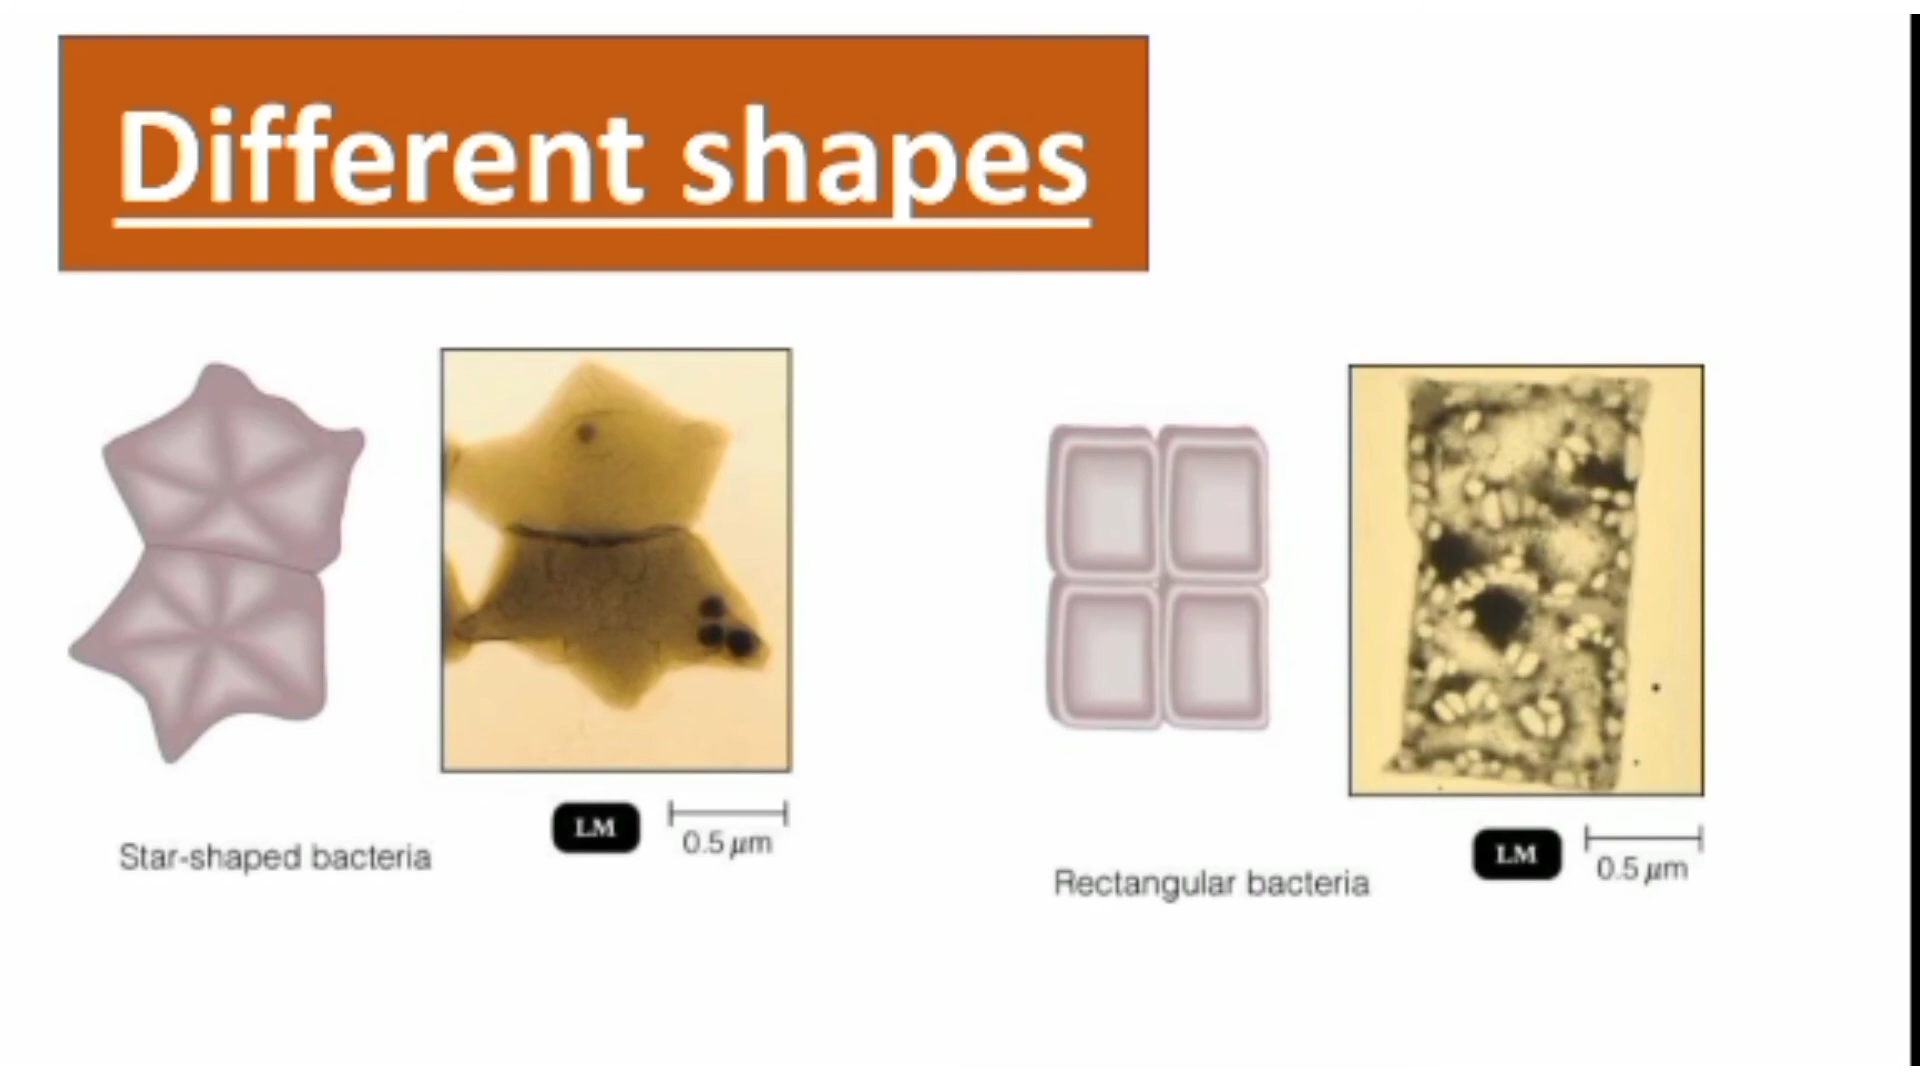 Different shapes
LM
0.5 μm
Star-shaped bacteria
LM
0.5 μm
Rectangular bacteria